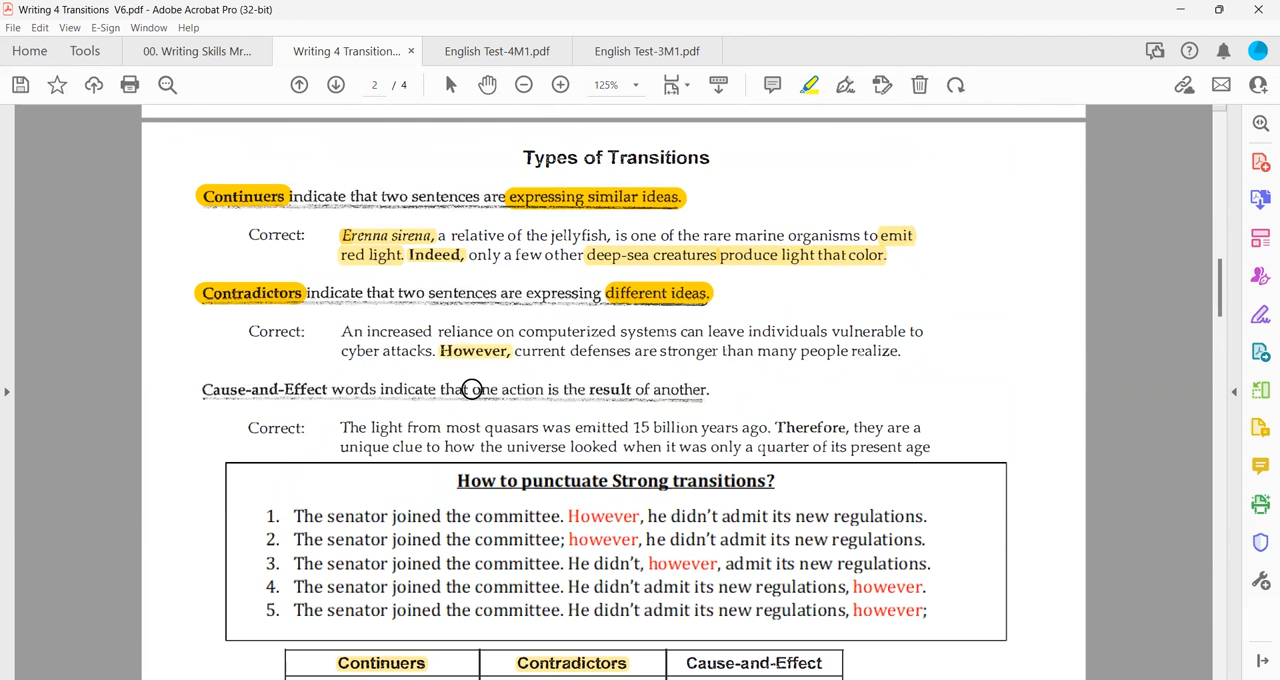 Writing 4 Transitions  V6.pdf - Adobe Acrobat Pro (32-bit)
File Edit View E-Sign Window Help
Home Tools 00. Writing Skills Mr... Writing 4 Transition... × English Test-4M1.pdf English Test-3M1.pdf
2 / 4 125%
Types of Transitions
Continuers indicate that two sentences are expressing similar ideas.
Correct: Erenna sirena, a relative of the jellyfish, is one of the rare marine organisms to emit
red light. Indeed, only a few other deep-sea creatures produce light that color.
Contradictors indicate that two sentences are expressing different ideas.
Correct: An increased reliance on computerized systems can leave individuals vulnerable to
cyber attacks. However, current defenses are stronger than many people realize.
Cause-and-Effect words indicate that one action is the result of another.
Correct: The light from most quasars was emitted 15 billion years ago. Therefore, they are a
unique clue to how the universe looked when it was only a quarter of its present age
How to punctuate Strong transitions?
1. The senator joined the committee. However, he didn't admit its new regulations.
2. The senator joined the committee; however, he didn't admit its new regulations.
3. The senator joined the committee. He didn't, however, admit its new regulations.
4. The senator joined the committee. He didn't admit its new regulations, however.
5. The senator joined the committee. He didn't admit its new regulations, however;
Continuers Contradictors Cause-and-Effect